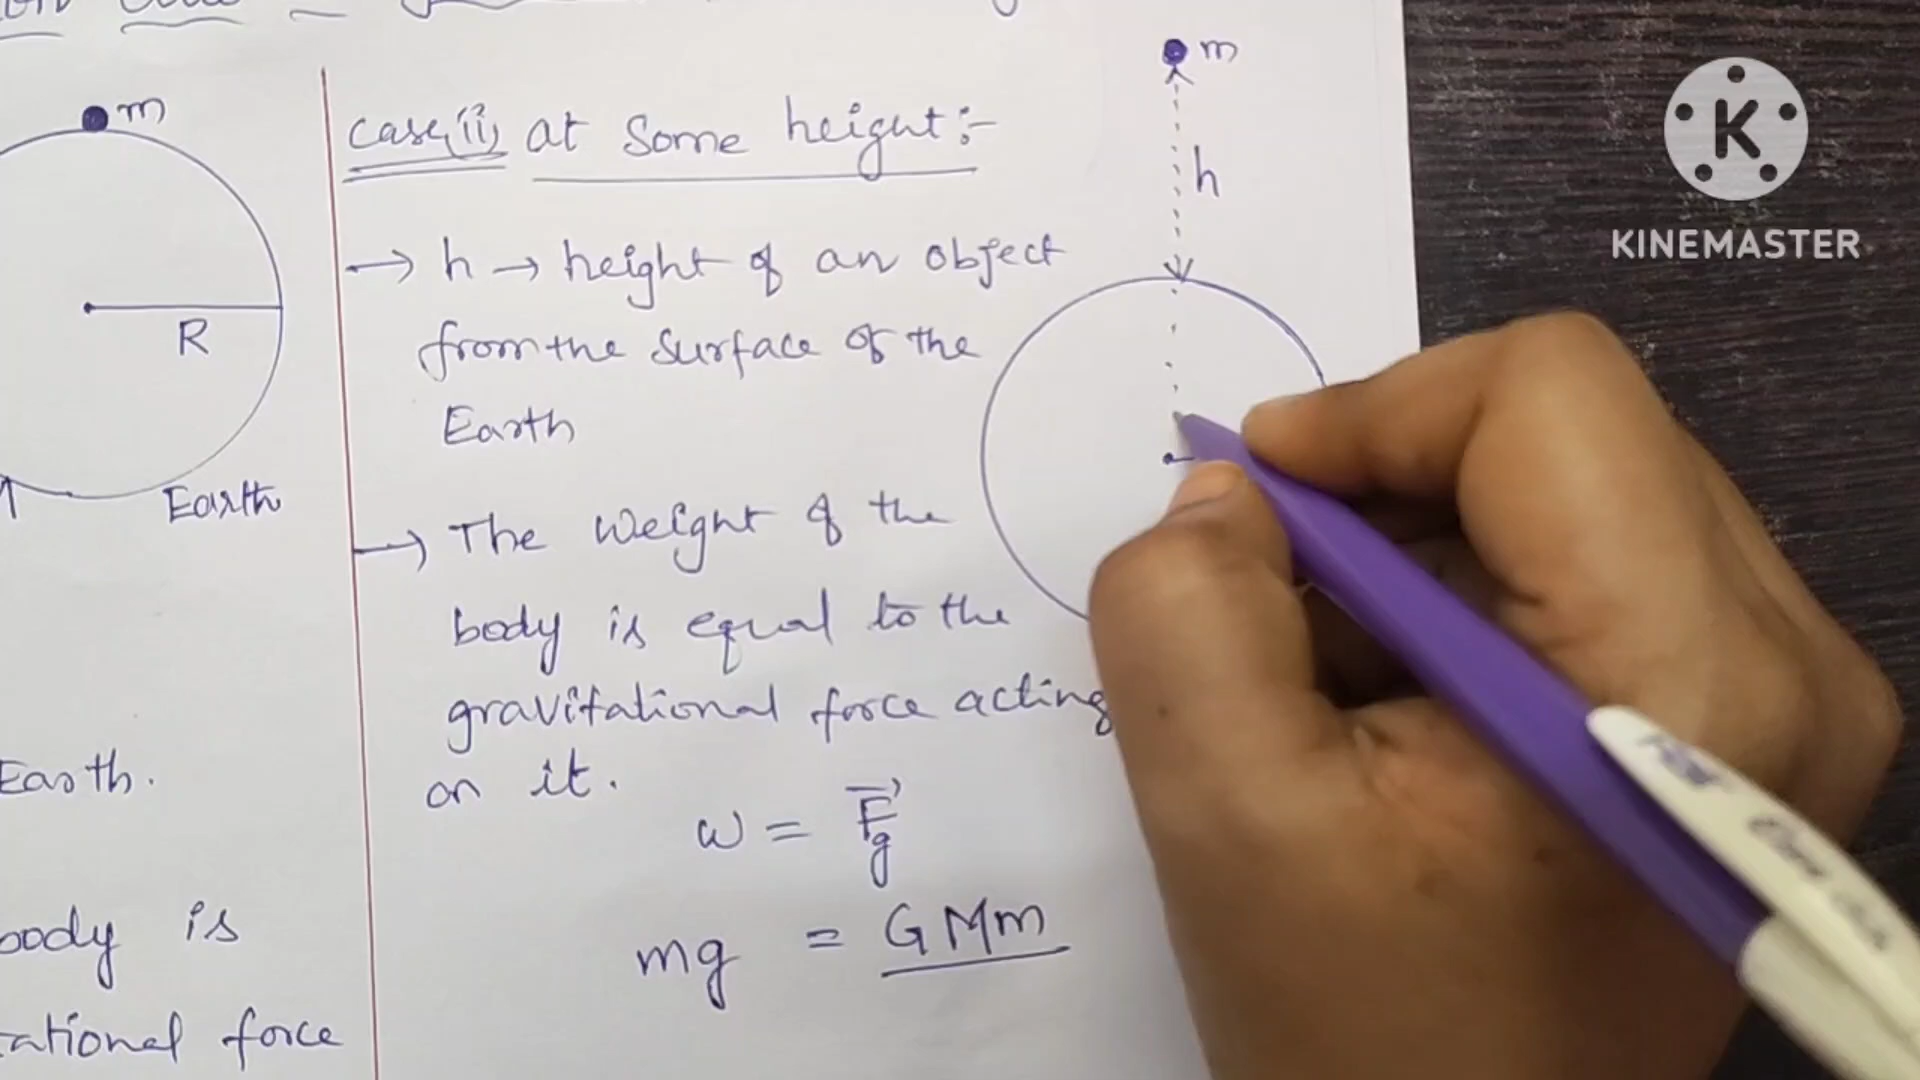 m
R
Earth
Earth.
body is
force
case(ii) at some height:-
→ h → height of an object
from the surface of the
Earth
→ The weight of the
body is equal to the
gravitational force acting
on it.
w = Fg
mg = GMm
m
h
K
KINEMASTER